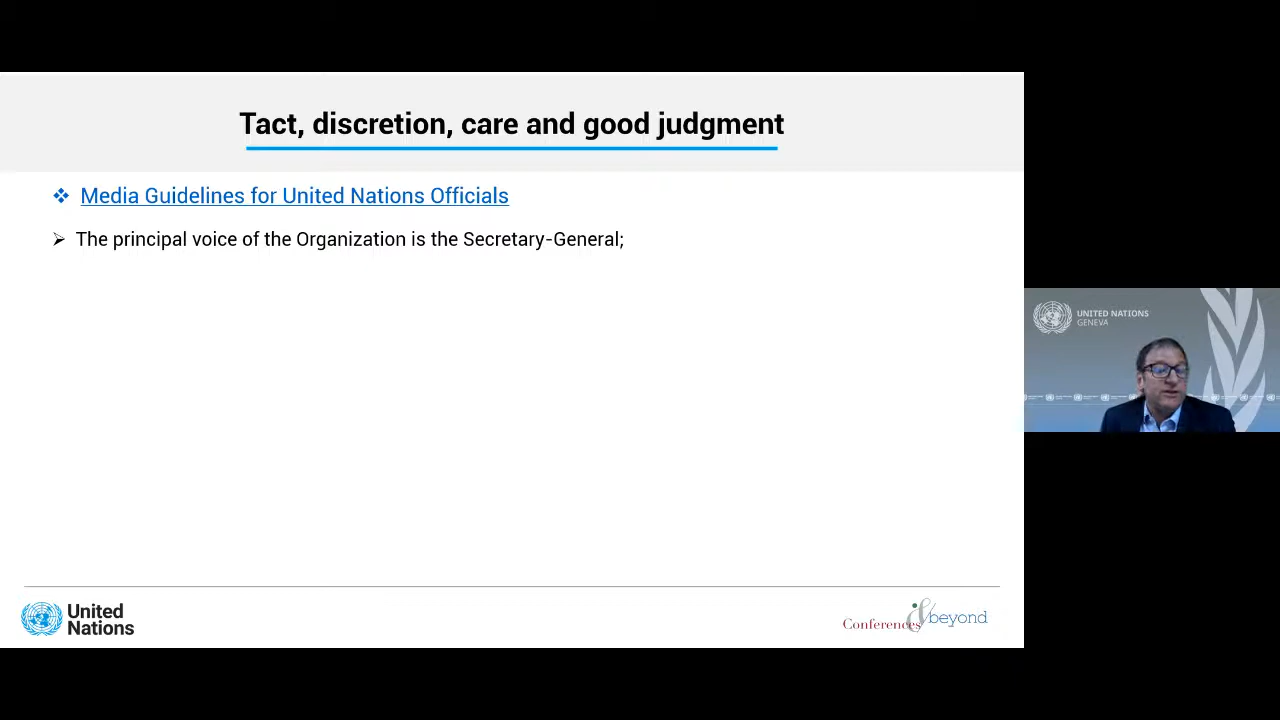 Tact, discretion, care and good judgment
Media Guidelines for United Nations Officials
The principal voice of the Organization is the Secretary-General;
UNITED NATIONS
GENEVA
United
Nations
Conferences & beyond